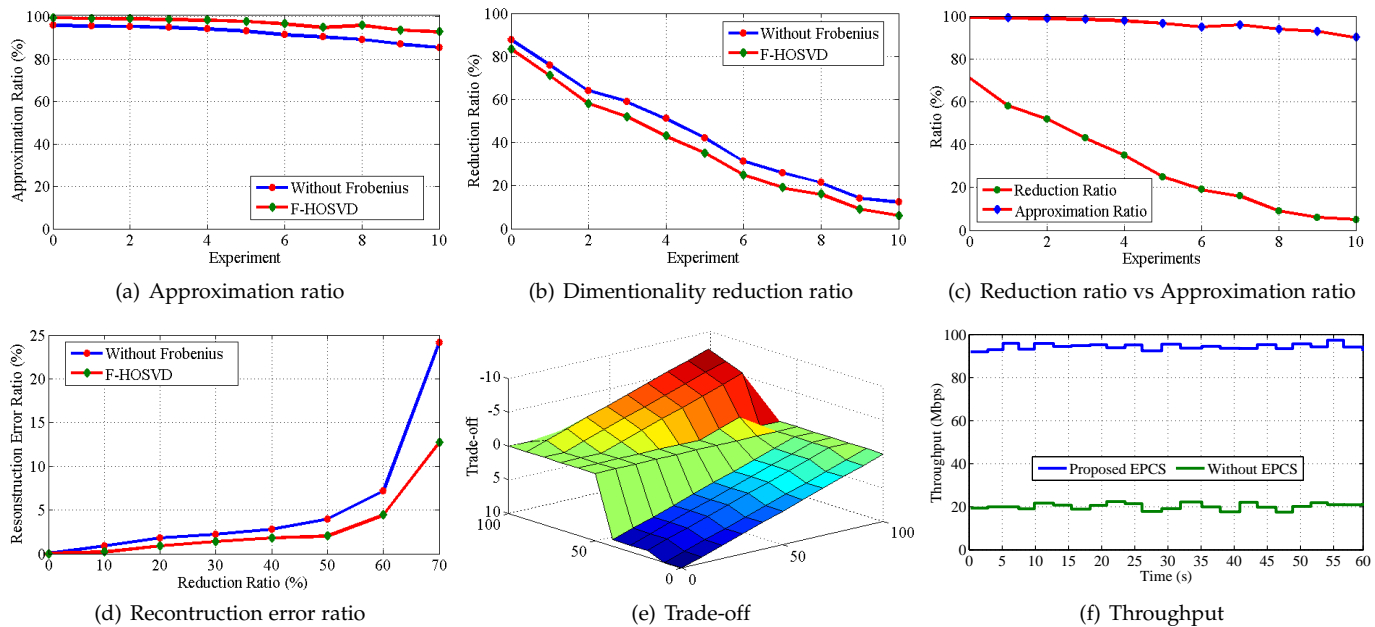 Approximation Ratio (%)
100
80
60
40
20
0
Without Frobenius
F-HOSVD
0 2 4 6 8 10
Experiment
(a) Approximation ratio
Reduction Ratio (%)
100
80
60
40
20
0
Without Frobenius
F-HOSVD
0 2 4 6 8 10
Experiment
(b) Dimentionality reduction ratio
Ratio (%)
100
80
60
40
20
0
Reduction Ratio
Approximation Ratio
0 2 4 6 8 10
Experiments
(c) Reduction ratio vs Approximation ratio
Resonstruction Error Ratio (%)
25
20
15
10
5
0
Without Frobenius
F-HOSVD
0 10 20 30 40 50 60 70
Reduction Ratio (%)
(d) Recontruction error ratio
Trade-off
-10
-5
0
5
10
100
50
0
0
50
100
(e) Trade-off
Throughput (Mbps)
100
80
60
40
20
0
Proposed EPCS
Without EPCS
0 5 10 15 20 25 30 35 40 45 50 55 60
Time (s)
(f) Throughput